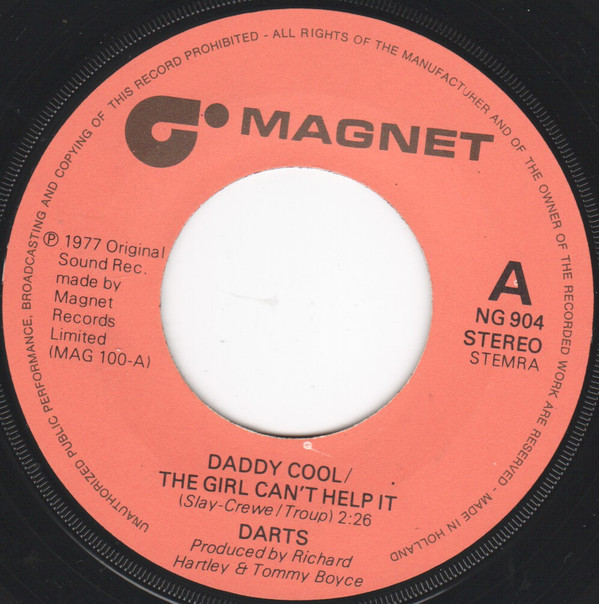 UNAUTHORIZED PUBLIC PERFORMANCE, BROADCASTING AND COPYING OF THIS RECORD PROHIBITED - ALL RIGHTS OF THE MANUFACTURER AND OF THE OWNER OF THE RECORDED WORK ARE RESERVED - MADE IN HOLLAND
MAGNET
℗ 1977 Original
Sound Rec.
made by
Magnet
Records
Limited
(MAG 100-A)
A
NG 904
STEREO
STEMRA
DADDY COOL/
THE GIRL CAN'T HELP IT
(Slay-Crewe/Troup) 2:26
DARTS
Produced by Richard
Hartley & Tommy Boyce